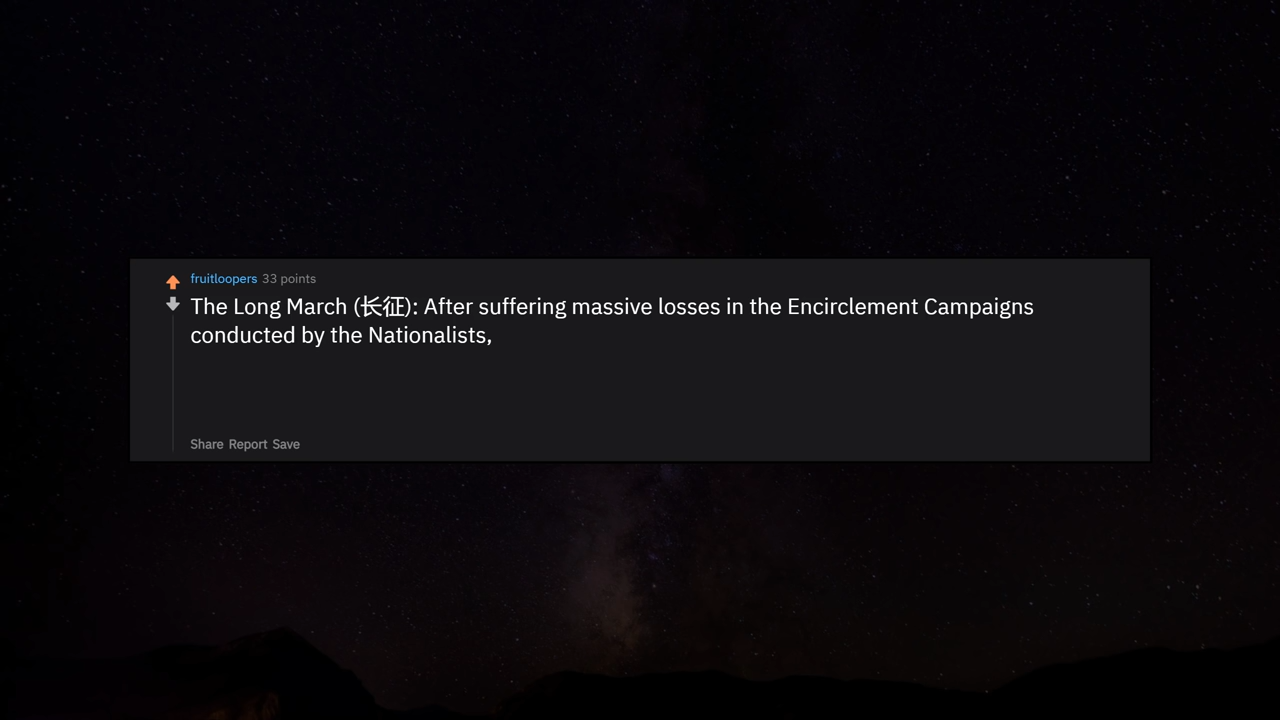 fruitloopers 33 points
The Long March (长征): After suffering massive losses in the Encirclement Campaigns
conducted by the Nationalists,
Share Report Save